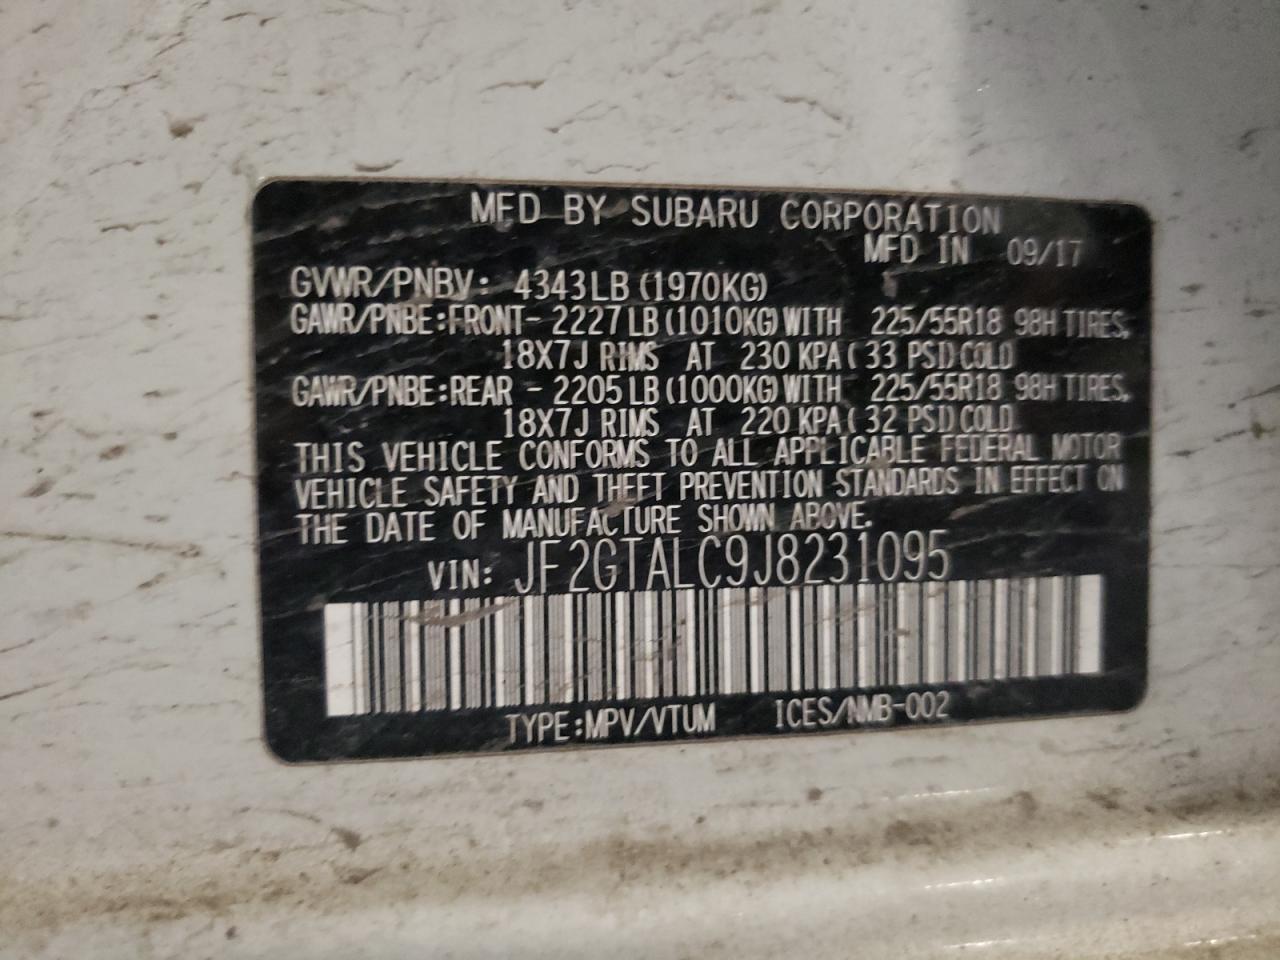 MFD BY SUBARU CORPORATION
MFD IN 09/17
GVWR/PNBV: 4343LB (1970KG)
GAWR/PNBE:FRONT- 2227 LB(1010KG)WITH 225/55R18 98H TIRES,
18X7J RIMS AT 230 KPA( 33 PSI)COLD
GAWR/PNBE:REAR - 2205 LB(1000KG)WITH 225/55R18 98H TIRES,
18X7J RIMS AT 220 KPA( 32 PSI)COLD.
THIS VEHICLE CONFORMS TO ALL APPLICABLE FEDERAL MOTOR
VEHICLE SAFETY AND THEFT PREVENTION STANDARDS IN EFFECT ON
THE DATE OF MANUFACTURE SHOWN ABOVE.
VIN: JF2GTALC9J8231095
TYPE:MPV/VTUM ICES/NMB-002